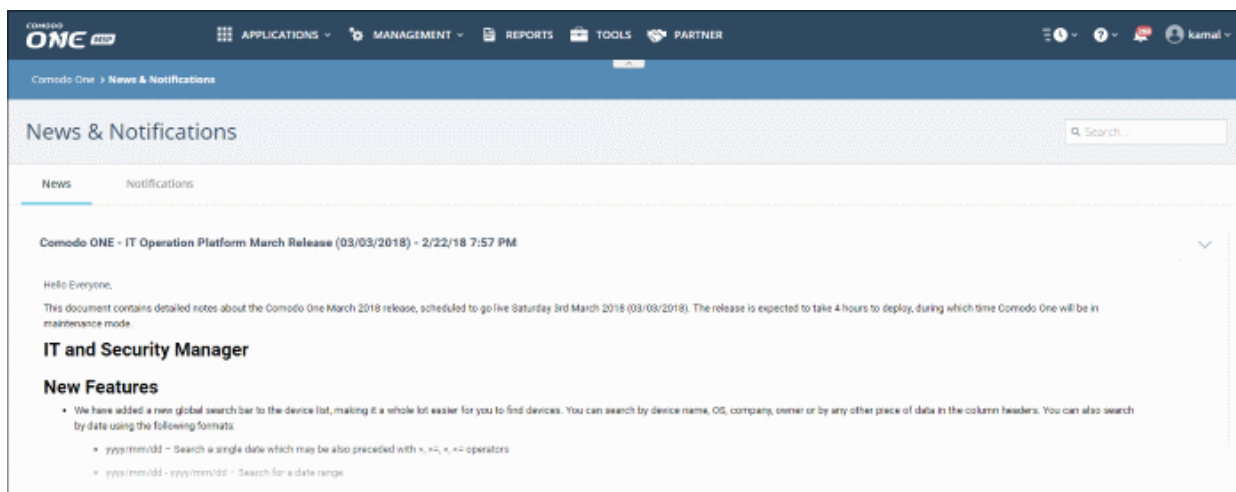 COMODO
ONE MSP
APPLICATIONS
MANAGEMENT
REPORTS
TOOLS
PARTNER
kamal
Comodo One > News & Notifications
News & Notifications
Search...
News
Notifications
Comodo ONE - IT Operation Platform March Release (03/03/2018) - 2/22/18 7:57 PM
Hello Everyone,
This document contains detailed notes about the Comodo One March 2018 release, scheduled to go live Saturday 3rd March 2018 (03/03/2018). The release is expected to take 4 hours to deploy, during which time Comodo One will be in
maintenance mode.
IT and Security Manager
New Features
• We have added a new global search bar to the device list, making it a whole lot easier for you to find devices. You can search by device name, OS, company, owner or by any other piece of data in the column headers. You can also search
by date using the following formats:
yyyy/mm/dd – Search a single date which may be also preceded with operators
yyyy/mm/dd - yyyy/mm/dd – Search for a date range.